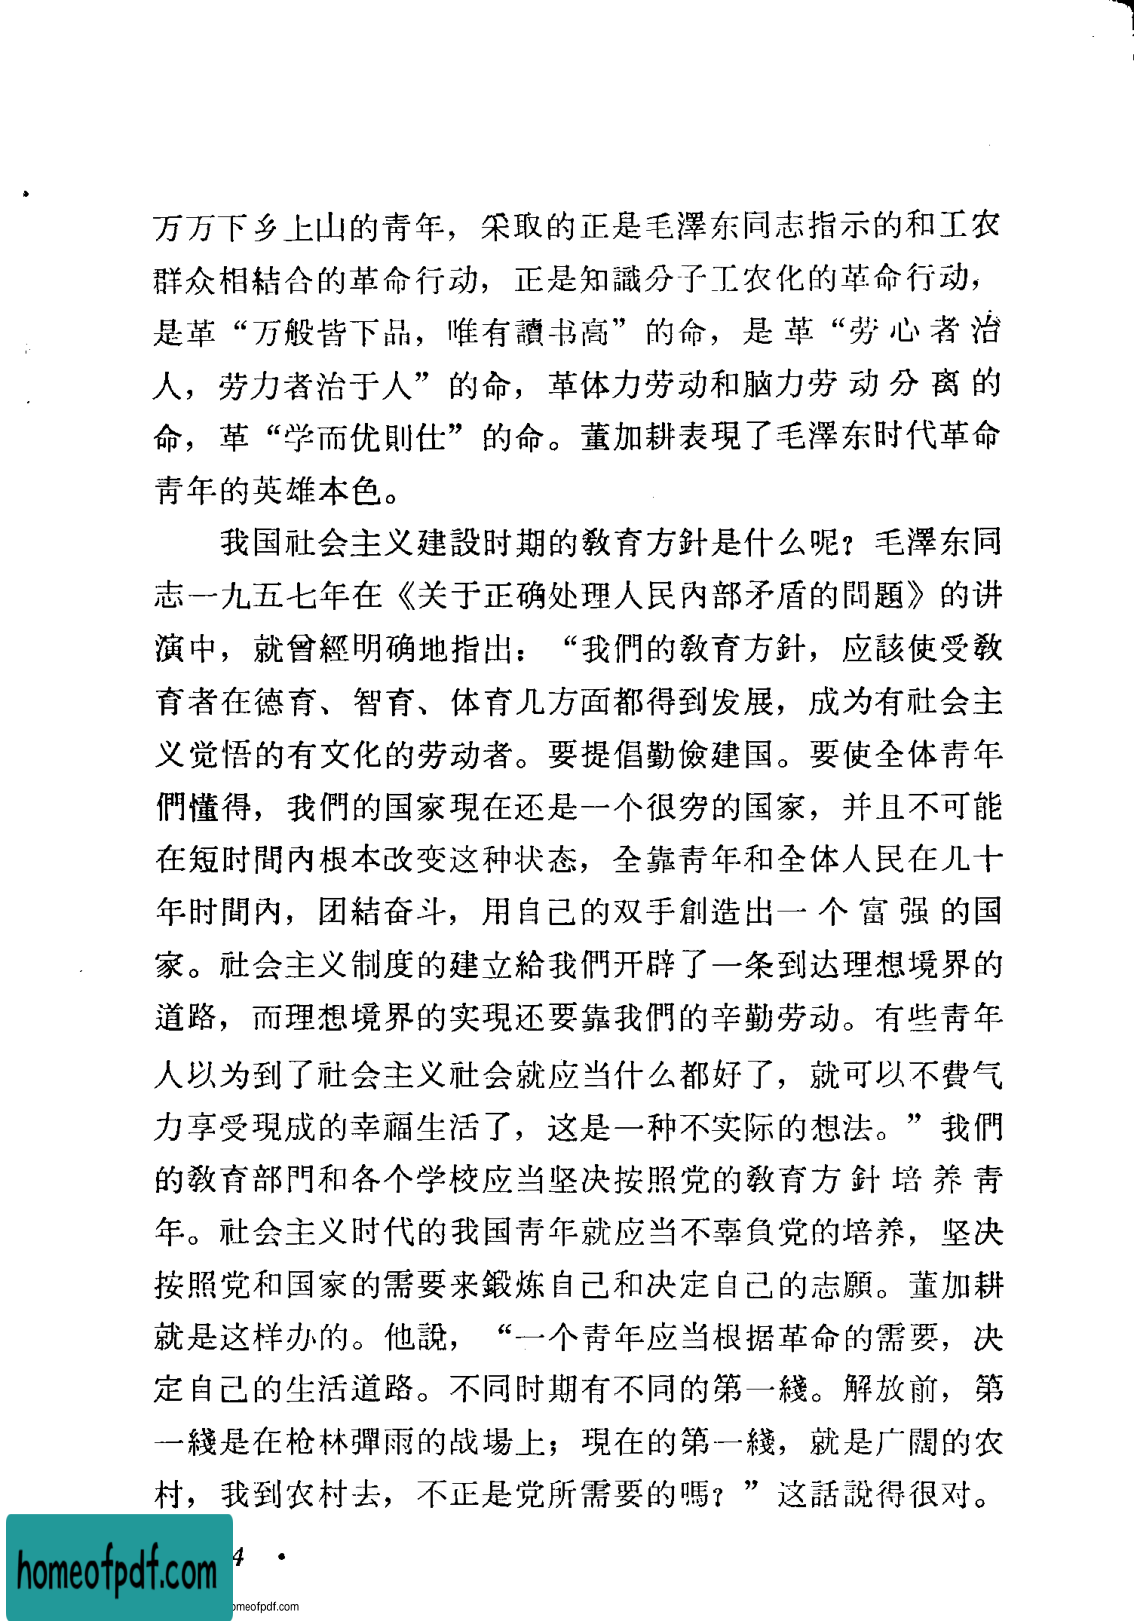 万万下乡上山的靑年，采取的正是毛澤东同志指示的和工农
群众相結合的革命行动，正是知識分子工农化的革命行动，
是革“万般皆下品，唯有讀书高”的命，是革“劳心者治
人，劳力者治于人”的命，革体力劳动和脑力劳动分离的
命，革“学而优則仕”的命。董加耕表現了毛澤东时代革命
靑年的英雄本色。
我国社会主义建設时期的敎育方針是什么呢？毛澤东同
志一九五七年在《关于正确处理人民內部矛盾的問題》的讲
演中，就曾經明确地指出：“我們的敎育方針，应該使受敎
育者在德育、智育、体育几方面都得到发展，成为有社会主
义觉悟的有文化的劳动者。要提倡勤儉建国。要使全体靑年
們懂得，我們的国家現在还是一个很穷的国家，并且不可能
在短时間內根本改变这种状态，全靠靑年和全体人民在几十
年时間內，团結奋斗，用自己的双手創造出一个富强的国
家。社会主义制度的建立給我們开辟了一条到达理想境界的
道路，而理想境界的实現还要靠我們的辛勤劳动。有些靑年
人以为到了社会主义社会就应当什么都好了，就可以不費气
力享受現成的幸福生活了，这是一种不实际的想法。”我們
的敎育部門和各个学校应当坚决按照党的敎育方針培养靑
年。社会主义时代的我国靑年就应当不辜負党的培养，坚决
按照党和国家的需要来鍛炼自己和决定自己的志願。董加耕
就是这样办的。他說，“一个靑年应当根据革命的需要，决
定自己的生活道路。不同时期有不同的第一綫。解放前，第
一綫是在枪林彈雨的战場上；現在的第一綫，就是广闊的农
村，我到农村去，不正是党所需要的嗎？”这話說得很对。
4 •
homeofpdf.com
omeofpdf.com